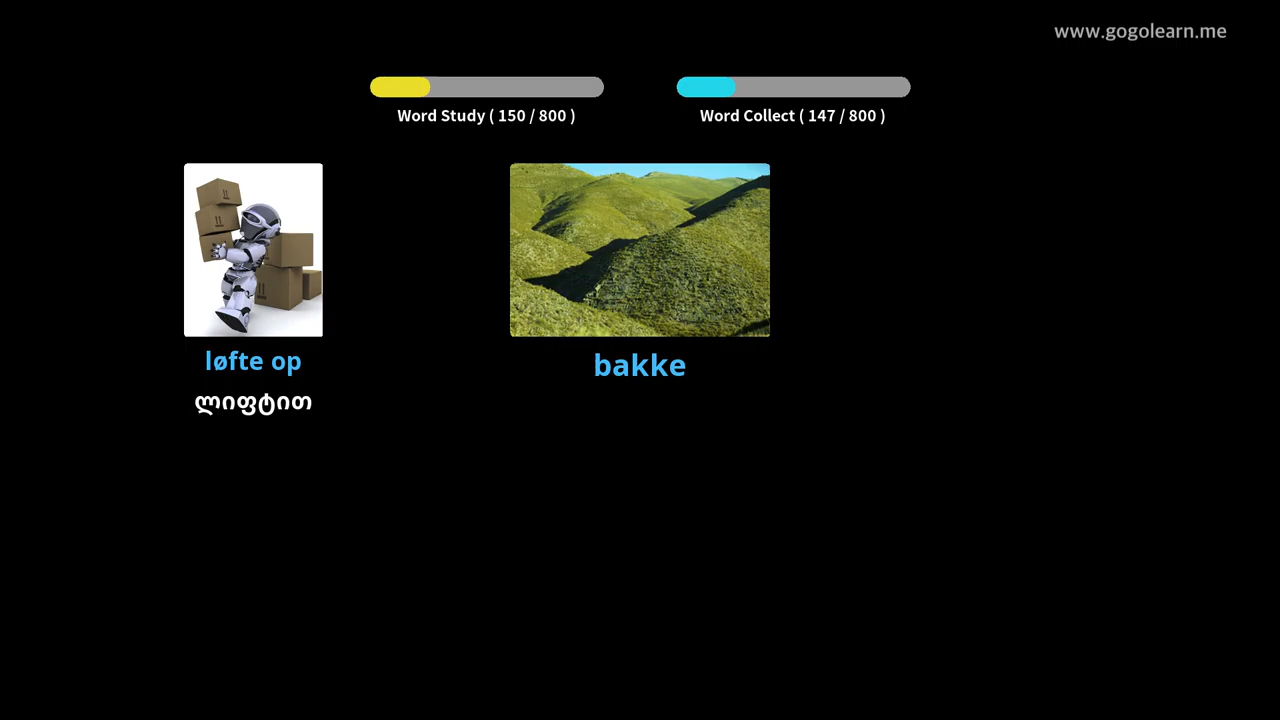 www.gogolearn.me
Word Study ( 150 / 800 )
Word Collect ( 147 / 800 )
løfte op
ლიფტით
bakke